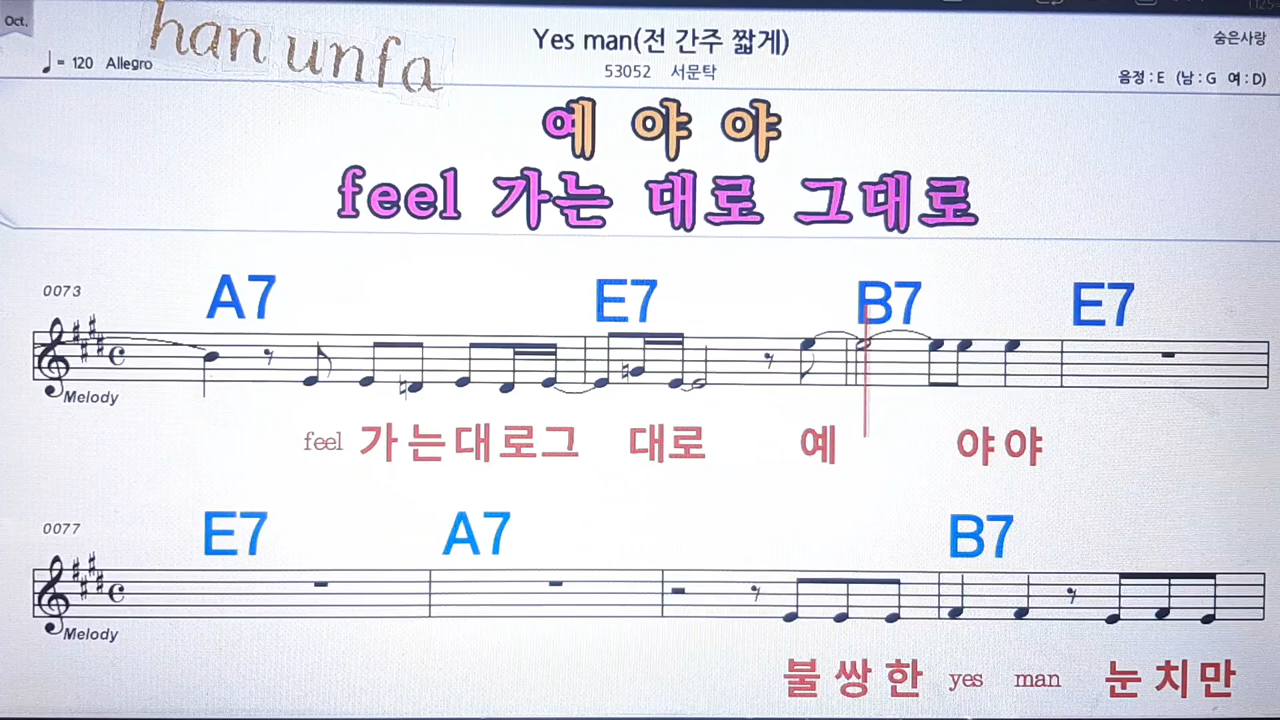 Oct.
han unfa
Yes man(전 간주 짧게)
숨은사랑
♩= 120 Allegro
53052 서문탁
음정 : E (남 : G 여 : D)
예 야 야
feel 가는 대로 그대로
0073
A7 E7 B7 E7
Melody
feel 가 는 대 로 그 대로 예 야 야
0077
E7 A7 B7
Melody
불 쌍 한 yes man 눈 치 만